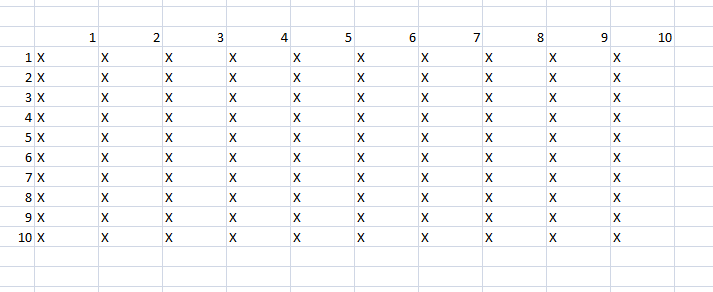 1 2 3 4 5 6 7 8 9 10
1 X X X X X X X X X X
2 X X X X X X X X X X
3 X X X X X X X X X X
4 X X X X X X X X X X
5 X X X X X X X X X X
6 X X X X X X X X X X
7 X X X X X X X X X X
8 X X X X X X X X X X
9 X X X X X X X X X X
10 X X X X X X X X X X